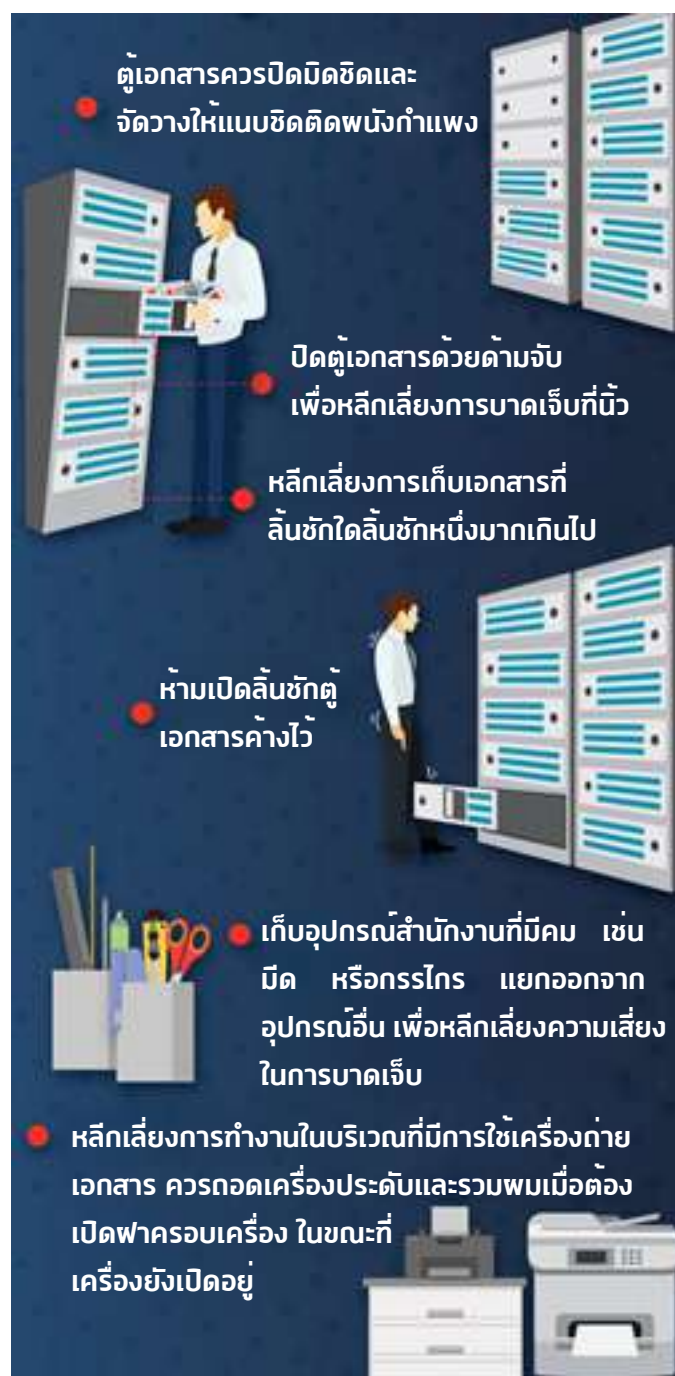 ตู้เอกสารควรปิดมิดชิดและ
จัดวางให้แนบชิดติดผนังกำแพง
ปิดตู้เอกสารด้วยด้ามจับ
เพื่อหลีกเลี่ยงการบาดเจ็บที่นิ้ว
หลีกเลี่ยงการเก็บเอกสารที่
ลิ้นชักใดลิ้นชักหนึ่งมากเกินไป
ห้ามเปิดลิ้นชักตู้
เอกสารค้างไว้
เก็บอุปกรณ์สำนักงานที่มีคม เช่น
มีด หรือกรรไกร แยกออกจาก
อุปกรณ์อื่น เพื่อหลีกเลี่ยงความเสี่ยง
ในการบาดเจ็บ
หลีกเลี่ยงการทำงานในบริเวณที่มีการใช้เครื่องถ่าย
เอกสาร ควรถอดเครื่องประดับและรวมผมเมื่อต้อง
เปิดฝาครอบเครื่อง ในขณะที่
เครื่องยังเปิดอยู่